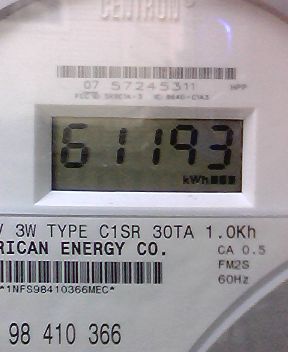 CENTRON
07 57245311 HPP
61193
kWh
V 3W TYPE C1SR 30TA 1.0Kh
RICAN ENERGY CO. CA 0.5
FM2S
60Hz
*1NFS98410366MEC*
98 410 366